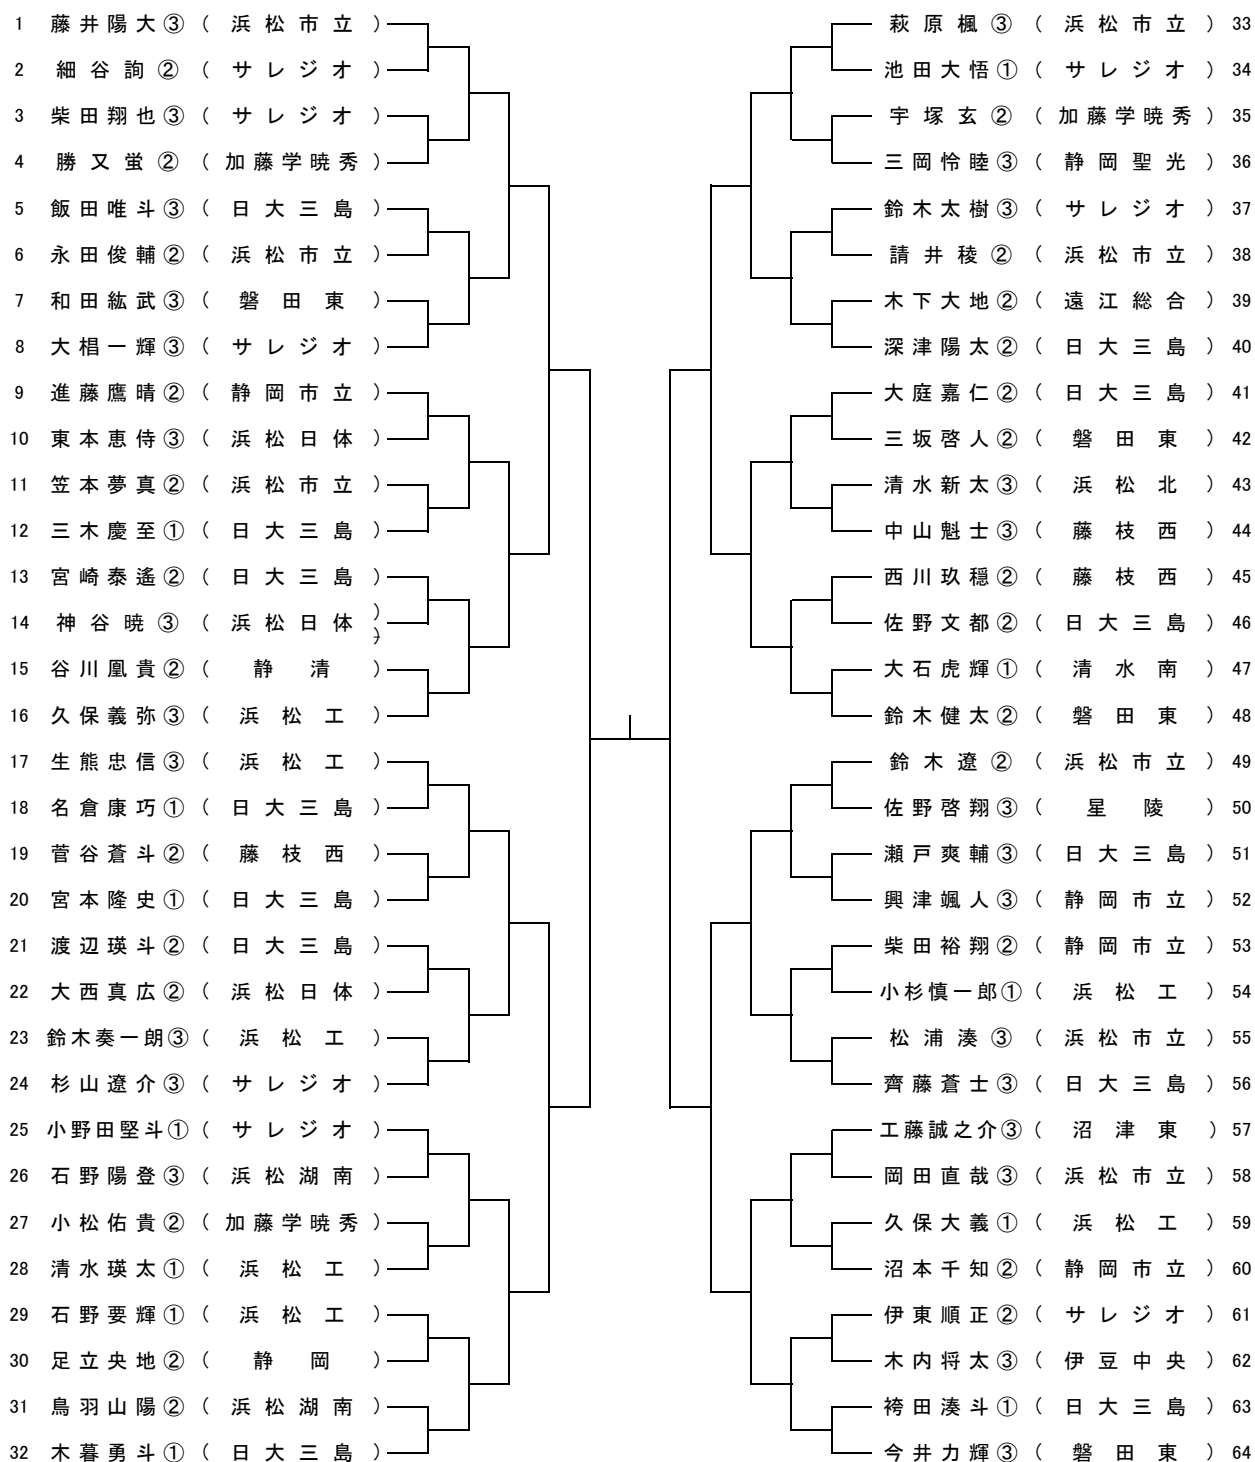 1 藤井陽大③ ( 浜松市立 )
2 細谷詢② ( サレジオ )
3 柴田翔也③ ( サレジオ )
4 勝又蛍② ( 加藤学暁秀 )
5 飯田唯斗③ ( 日大三島 )
6 永田俊輔② ( 浜松市立 )
7 和田紘武③ ( 磐田東 )
8 大椙一輝③ ( サレジオ )
9 進藤鷹晴② ( 静岡市立 )
10 東本恵侍③ ( 浜松日体 )
11 笠本夢真② ( 浜松市立 )
12 三木慶至① ( 日大三島 )
13 宮崎泰遙② ( 日大三島 )
14 神谷暁③ ( 浜松日体 )
15 谷川凰貴② ( 静清 )
16 久保義弥③ ( 浜松工 )
17 生熊忠信③ ( 浜松工 )
18 名倉康巧① ( 日大三島 )
19 菅谷蒼斗② ( 藤枝西 )
20 宮本隆史① ( 日大三島 )
21 渡辺瑛斗② ( 日大三島 )
22 大西真広② ( 浜松日体 )
23 鈴木奏一朗③ ( 浜松工 )
24 杉山遼介③ ( サレジオ )
25 小野田堅斗① ( サレジオ )
26 石野陽登③ ( 浜松湖南 )
27 小松佑貴② ( 加藤学暁秀 )
28 清水瑛太① ( 浜松工 )
29 石野要輝① ( 浜松工 )
30 足立央地② ( 静岡 )
31 鳥羽山陽② ( 浜松湖南 )
32 木暮勇斗① ( 日大三島 )
萩原楓③ ( 浜松市立 ) 33
池田大悟① ( サレジオ ) 34
宇塚玄② ( 加藤学暁秀 ) 35
三岡怜睦③ ( 静岡聖光 ) 36
鈴木太樹③ ( サレジオ ) 37
請井稜② ( 浜松市立 ) 38
木下大地② ( 遠江総合 ) 39
深津陽太② ( 日大三島 ) 40
大庭嘉仁② ( 日大三島 ) 41
三坂啓人② ( 磐田東 ) 42
清水新太③ ( 浜松北 ) 43
中山魁士③ ( 藤枝西 ) 44
西川玖穏② ( 藤枝西 ) 45
佐野文都② ( 日大三島 ) 46
大石虎輝① ( 清水南 ) 47
鈴木健太② ( 磐田東 ) 48
鈴木遼② ( 浜松市立 ) 49
佐野啓翔③ ( 星陵 ) 50
瀬戸爽輔③ ( 日大三島 ) 51
興津颯人③ ( 静岡市立 ) 52
柴田裕翔② ( 静岡市立 ) 53
小杉慎一郎① ( 浜松工 ) 54
松浦湊③ ( 浜松市立 ) 55
齊藤蒼士③ ( 日大三島 ) 56
工藤誠之介③ ( 沼津東 ) 57
岡田直哉③ ( 浜松市立 ) 58
久保大義① ( 浜松工 ) 59
沼本千知② ( 静岡市立 ) 60
伊東順正② ( サレジオ ) 61
木内将太③ ( 伊豆中央 ) 62
袴田湊斗① ( 日大三島 ) 63
今井力輝③ ( 磐田東 ) 64